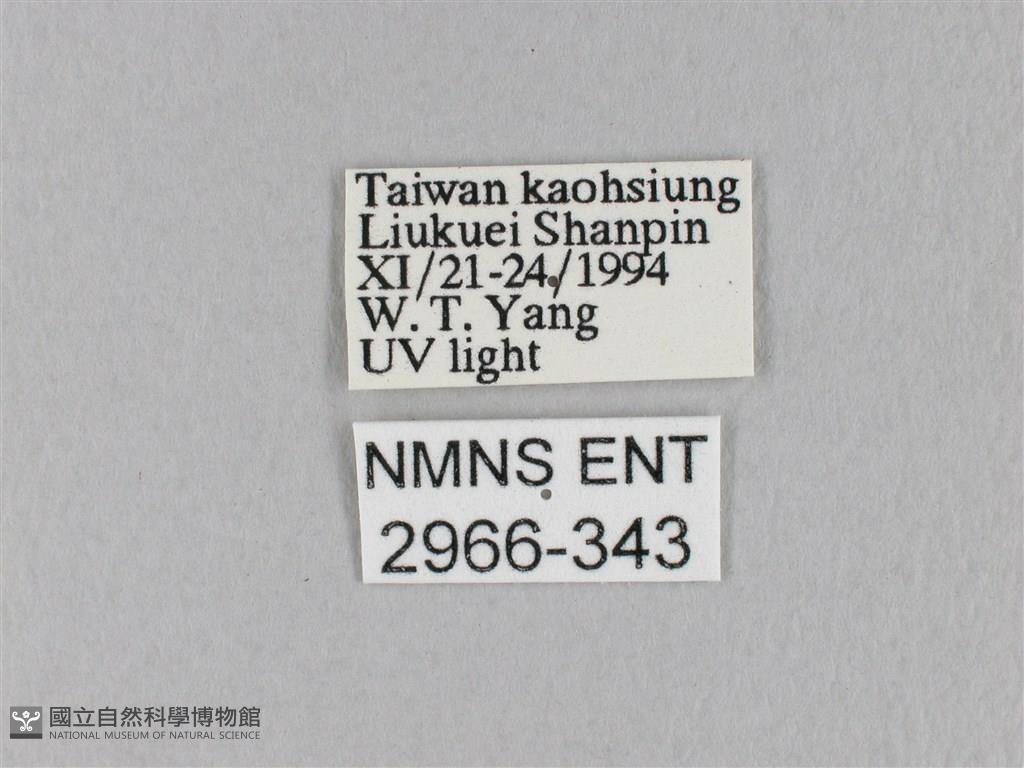 Taiwan kaohsiung
Liukuei Shanpin
XI/21-24/1994
W. T. Yang
UV light
NMNS ENT
2966-343
國立自然科學博物館
NATIONAL MUSEUM OF NATURAL SCIENCE